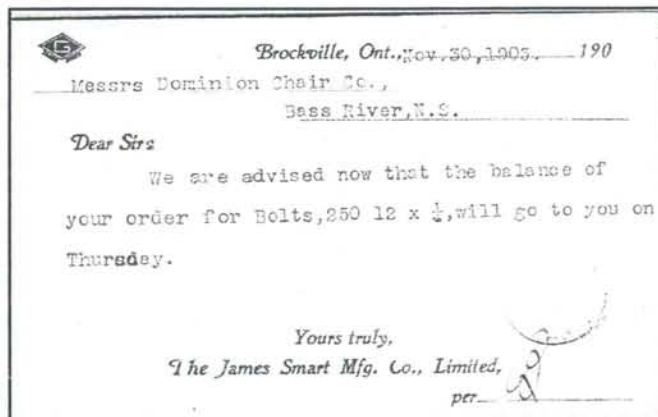 G
Brockville, Ont., Nov. 30, 1903. 190
Messrs Dominion Chair Co.,
Bass River, N.S.
Dear Sirs
We are advised now that the balance of
your order for Bolts, 250 12 x ¼, will go to you on
Thursday.
Yours truly,
The James Smart Mfg. Co., Limited,
per